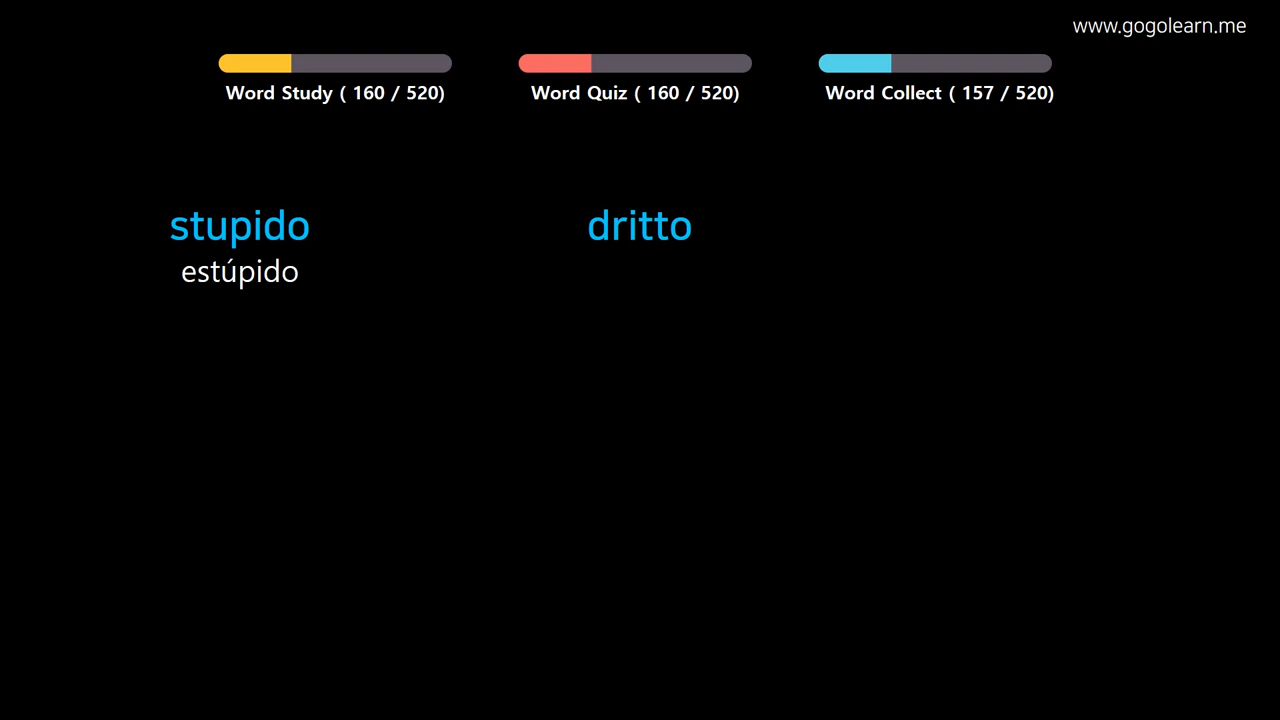 www.gogolearn.me
Word Study ( 160 / 520)
Word Quiz ( 160 / 520)
Word Collect ( 157 / 520)
stupido
estúpido
dritto